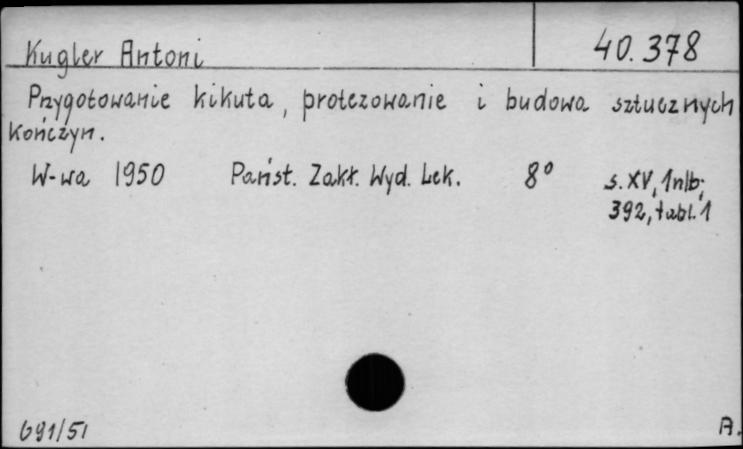 Kugler Antoni 40.378
Przygotowanie kikuta, protezowanie i budowa sztucznych
kończyn.
W-wa 1950 Państ. Zakł. Wyd. Lek. 8° s. XV, 1nlb;
392, tabl. 1
691/51 A.